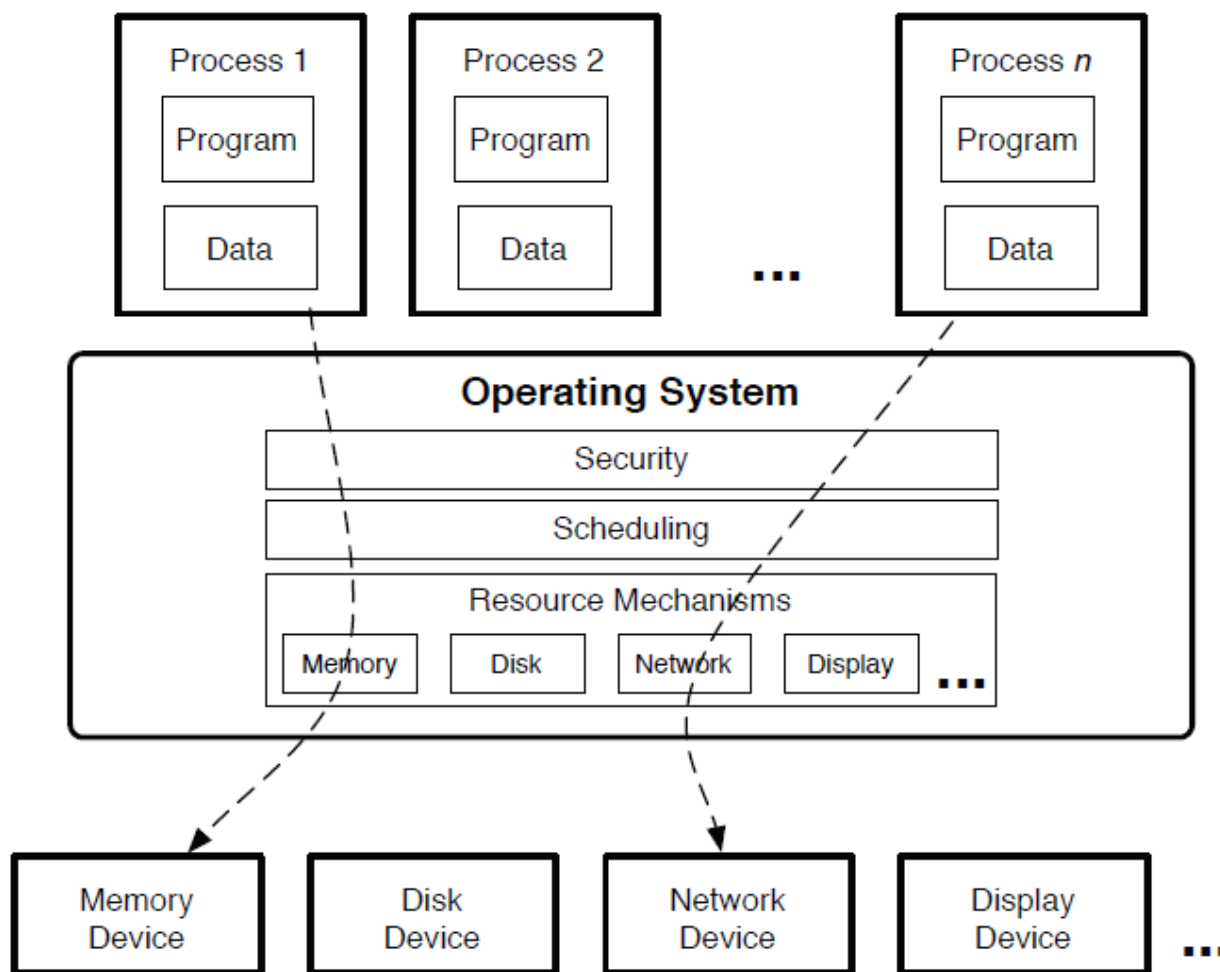 Process 1
Process 2
Process n
Program
Program
Program
Data
Data
...
Data
Operating System
Security
Scheduling
Resource Mechanisms
Memory
Disk
Network
Display
...
Memory
Device
Disk
Device
Network
Device
Display
Device
...